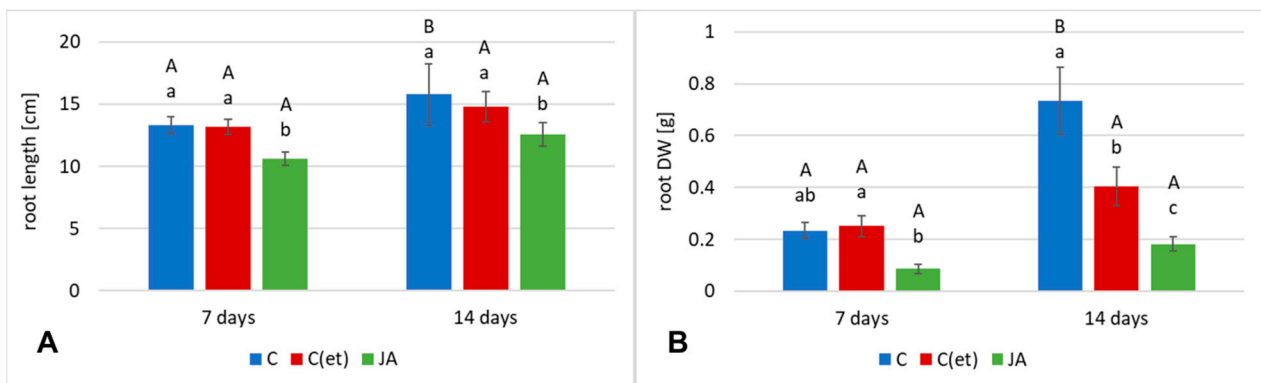 root length [cm]
20
15
10
5
0
A
a
A
a
A
b
B
a
A
a
A
b
7 days
14 days
A
C C(et) JA
root DW [g]
1
0.8
0.6
0.4
0.2
0
A
ab
A
a
A
b
B
a
A
b
A
c
7 days
14 days
B
C C(et) JA